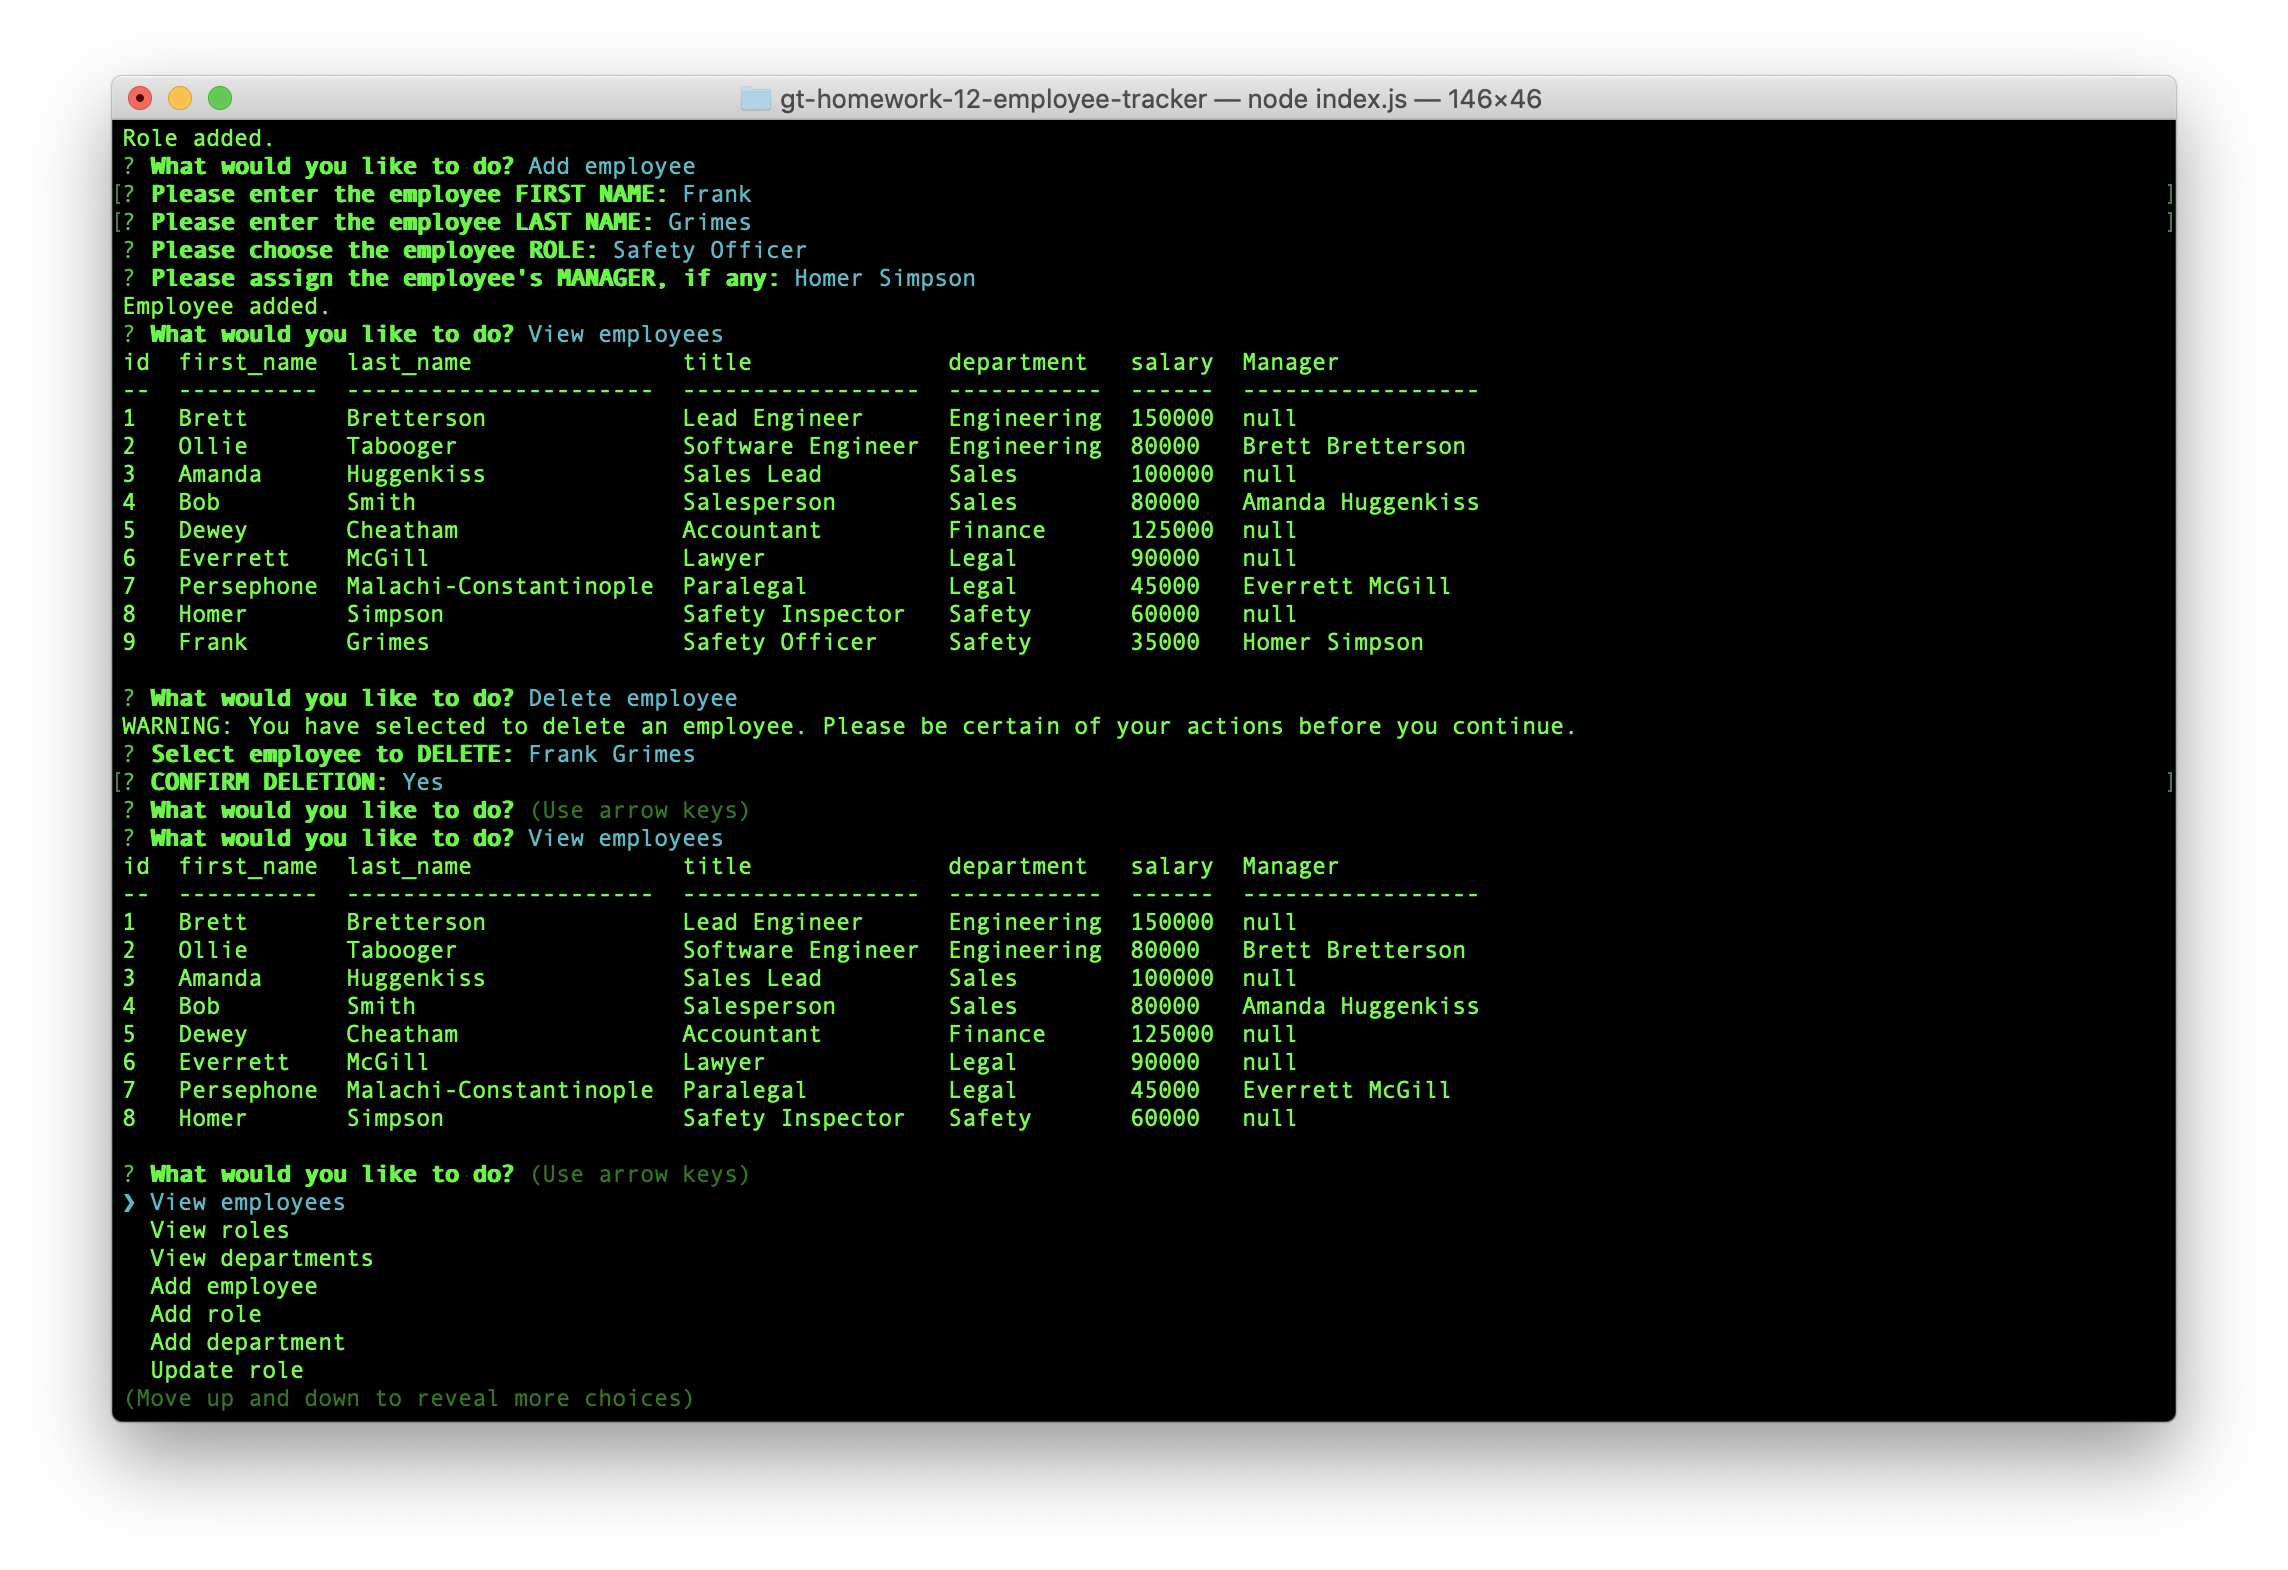 gt-homework-12-employee-tracker — node index.js — 146×46
Role added.
? What would you like to do? Add employee
[? Please enter the employee FIRST NAME: Frank ]
[? Please enter the employee LAST NAME: Grimes ]
? Please choose the employee ROLE: Safety Officer
? Please assign the employee's MANAGER, if any: Homer Simpson
Employee added.
? What would you like to do? View employees
id  first_name  last_name               title              department   salary  Manager
--  ----------  ----------------------  -----------------  -----------  ------  -----------------
1   Brett       Bretterson              Lead Engineer      Engineering  150000  null
2   Ollie       Tabooger                Software Engineer  Engineering  80000   Brett Bretterson
3   Amanda      Huggenkiss              Sales Lead         Sales        100000  null
4   Bob         Smith                   Salesperson        Sales        80000   Amanda Huggenkiss
5   Dewey       Cheatham                Accountant         Finance      125000  null
6   Everrett    McGill                  Lawyer             Legal        90000   null
7   Persephone  Malachi-Constantinople  Paralegal          Legal        45000   Everrett McGill
8   Homer       Simpson                 Safety Inspector   Safety       60000   null
9   Frank       Grimes                  Safety Officer     Safety       35000   Homer Simpson
? What would you like to do? Delete employee
WARNING: You have selected to delete an employee. Please be certain of your actions before you continue.
? Select employee to DELETE: Frank Grimes
[? CONFIRM DELETION: Yes ]
? What would you like to do? (Use arrow keys)
? What would you like to do? View employees
id  first_name  last_name               title              department   salary  Manager
--  ----------  ----------------------  -----------------  -----------  ------  -----------------
1   Brett       Bretterson              Lead Engineer      Engineering  150000  null
2   Ollie       Tabooger                Software Engineer  Engineering  80000   Brett Bretterson
3   Amanda      Huggenkiss              Sales Lead         Sales        100000  null
4   Bob         Smith                   Salesperson        Sales        80000   Amanda Huggenkiss
5   Dewey       Cheatham                Accountant         Finance      125000  null
6   Everrett    McGill                  Lawyer             Legal        90000   null
7   Persephone  Malachi-Constantinople  Paralegal          Legal        45000   Everrett McGill
8   Homer       Simpson                 Safety Inspector   Safety       60000   null
? What would you like to do? (Use arrow keys)
❯ View employees
  View roles
  View departments
  Add employee
  Add role
  Add department
  Update role
(Move up and down to reveal more choices)